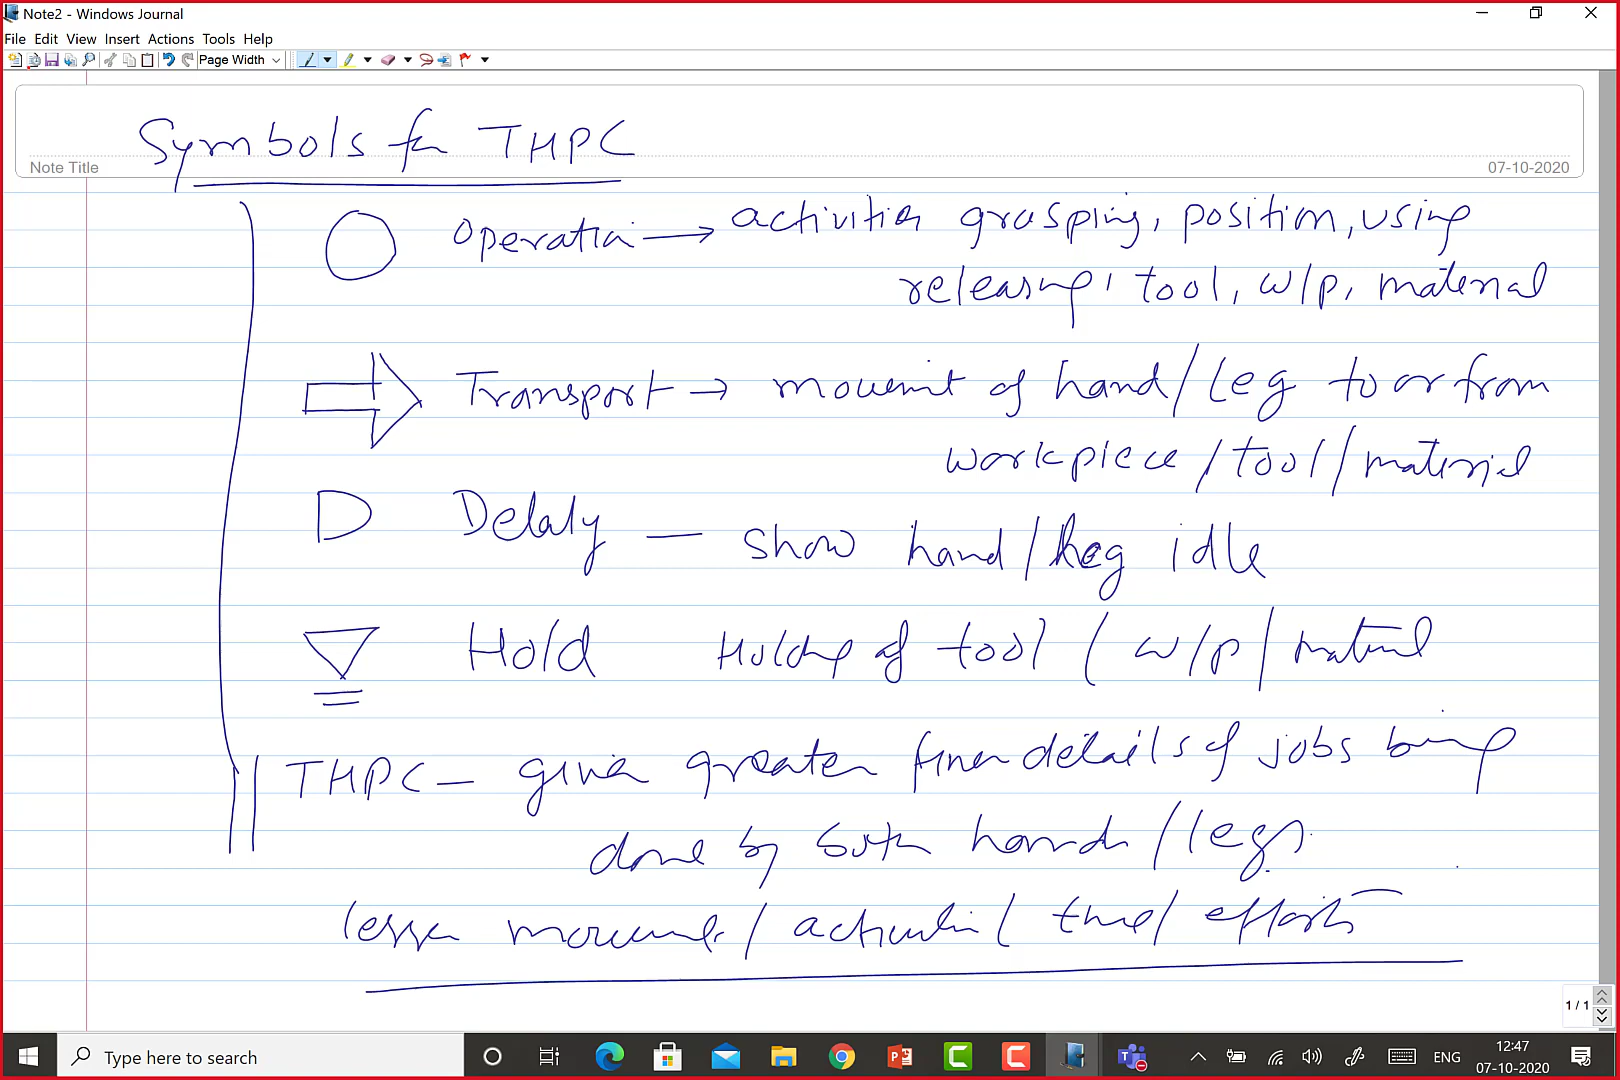 Note2 - Windows Journal
File Edit View Insert Actions Tools Help
Page Width
Symbols for THPC
Note Title
07-10-2020
Operation → activities grasping, position, using
releasing, tool, w/p, material
Transport → movement of hand/leg to or from
workpiece/tool/material
D Delaly — show hand/leg idle
Hold Holding of tool / w/p / material
THPC - gives greater finer details of jobs being
done by both hands/legs.
lesser movements/activities/time/efforts
1 / 1
Type here to search
ENG
12:47
07-10-2020